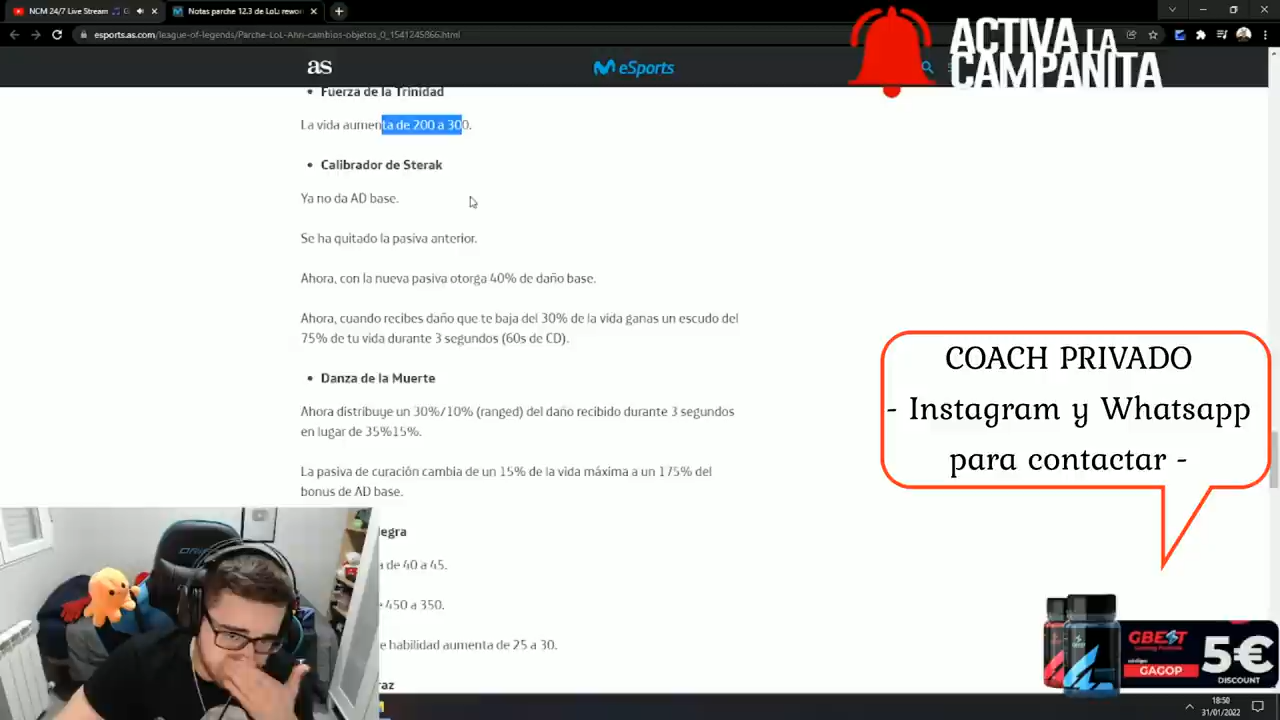 NCM 24/7 Live Stream
Notas parche 12.3 de LoL: rewo
esports.as.com/league-of-legends/Parche-LoL-Ahri-cambios-objetos_0_1541245866.html
as
eSports
ACTIVA LA
CAMPANITA
Fuerza de la Trinidad
La vida aumenta de 200 a 300.
Calibrador de Sterak
Ya no da AD base.
Se ha quitado la pasiva anterior.
Ahora, con la nueva pasiva otorga 40% de daño base.
Ahora, cuando recibes daño que te baja del 30% de la vida ganas un escudo del
75% de tu vida durante 3 segundos (60s de CD).
Danza de la Muerte
Ahora distribuye un 30%/10% (ranged) del daño recibido durante 3 segundos
en lugar de 35%15%.
La pasiva de curación cambia de un 15% de la vida máxima a un 175% del
bonus de AD base.
egra
de 40 a 45.
450 a 350.
habilidad aumenta de 25 a 30.
raz
COACH PRIVADO
- Instagram y Whatsapp
para contactar -
GBEST
código
GAGOP
5€
DISCOUNT
18:50
31/01/2022